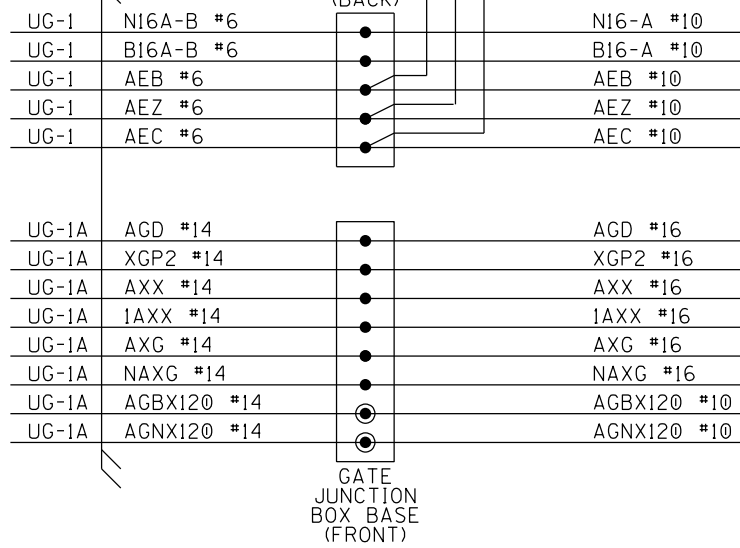 (BACK)
UG-1 N16A-B #6 N16-A #10
UG-1 B16A-B #6 B16-A #10
UG-1 AEB #6 AEB #10
UG-1 AEZ #6 AEZ #10
UG-1 AEC #6 AEC #10
UG-1A AGD #14 AGD #16
UG-1A XGP2 #14 XGP2 #16
UG-1A AXX #14 AXX #16
UG-1A 1AXX #14 1AXX #16
UG-1A AXG #14 AXG #16
UG-1A NAXG #14 NAXG #16
UG-1A AGBX120 #14 AGBX120 #10
UG-1A AGNX120 #14 AGNX120 #10
GATE
JUNCTION
BOX BASE
(FRONT)